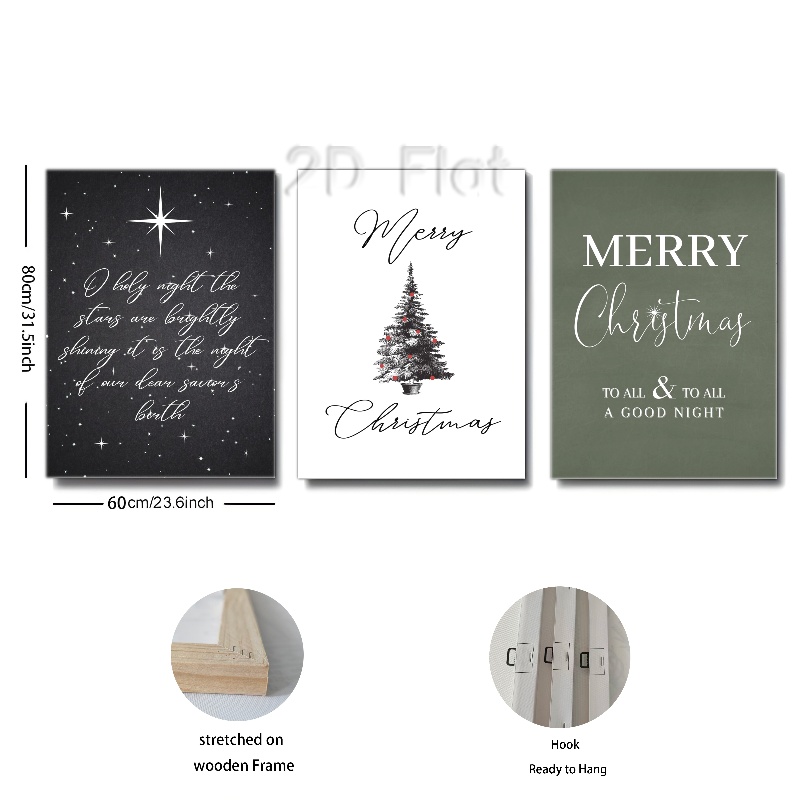 2D Flat
80cm/31.5inch
O holy night the
stars are brightly
shining it is the night
of our dear savior's
birth
Merry
Christmas
MERRY
Christmas
TO ALL & TO ALL
A GOOD NIGHT
60cm/23.6inch
stretched on
wooden Frame
Hook
Ready to Hang